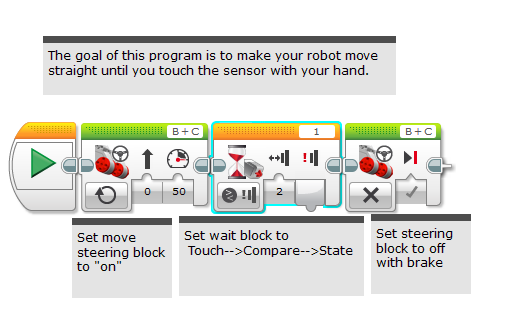 The goal of this program is to make your robot move
straight until you touch the sensor with your hand.
B + C
1
B + C
0
50
2
Set move
steering block
to "on"
Set wait block to
Touch-->Compare-->State
Set steering
block to off
with brake